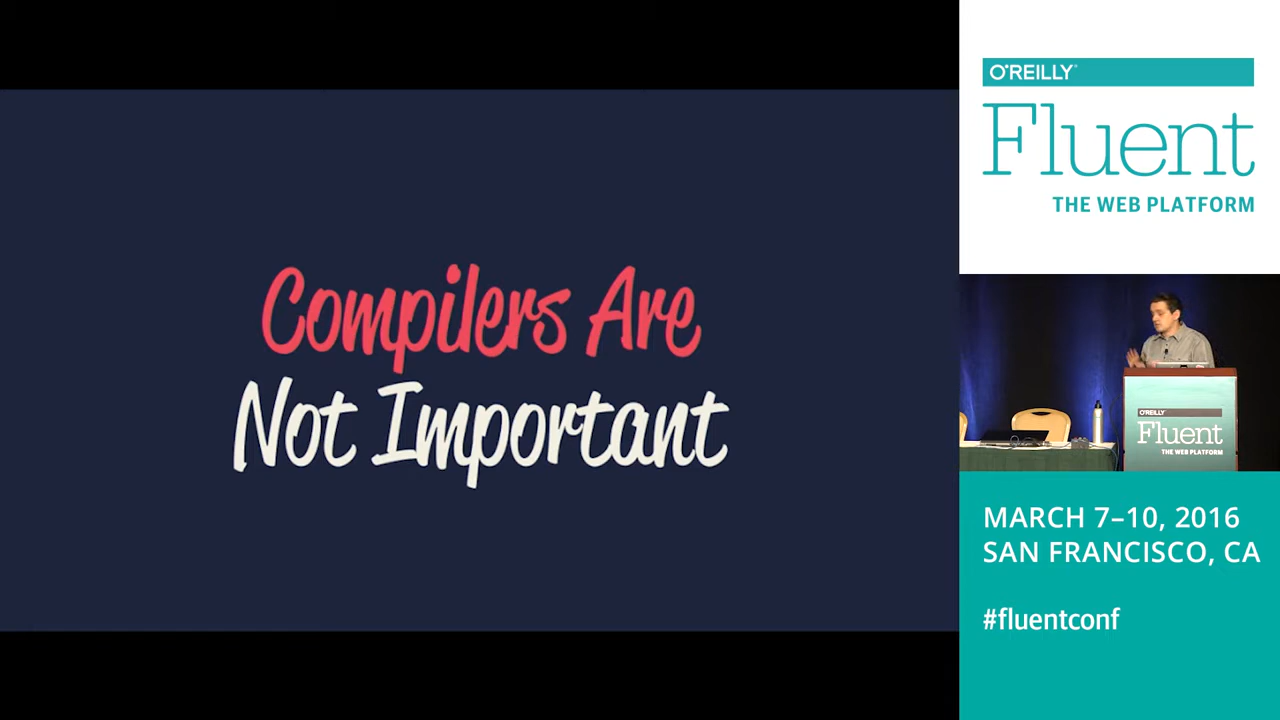 Compilers Are
Not Important
O'REILLY™
Fluent
THE WEB PLATFORM
O'REILLY
Fluent
THE WEB PLATFORM
MARCH 7–10, 2016
SAN FRANCISCO, CA
#fluentconf